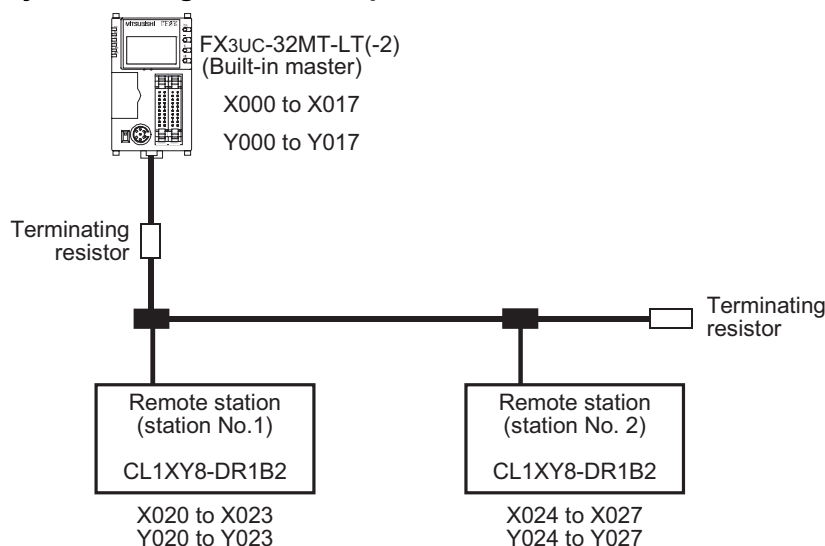 FX3UC-32MT-LT(-2)
(Built-in master)
X000 to X017
Y000 to Y017
Terminating
resistor
Terminating
resistor
Remote station
(station No.1)
CL1XY8-DR1B2
X020 to X023
Y020 to Y023
Remote station
(station No. 2)
CL1XY8-DR1B2
X024 to X027
Y024 to Y027